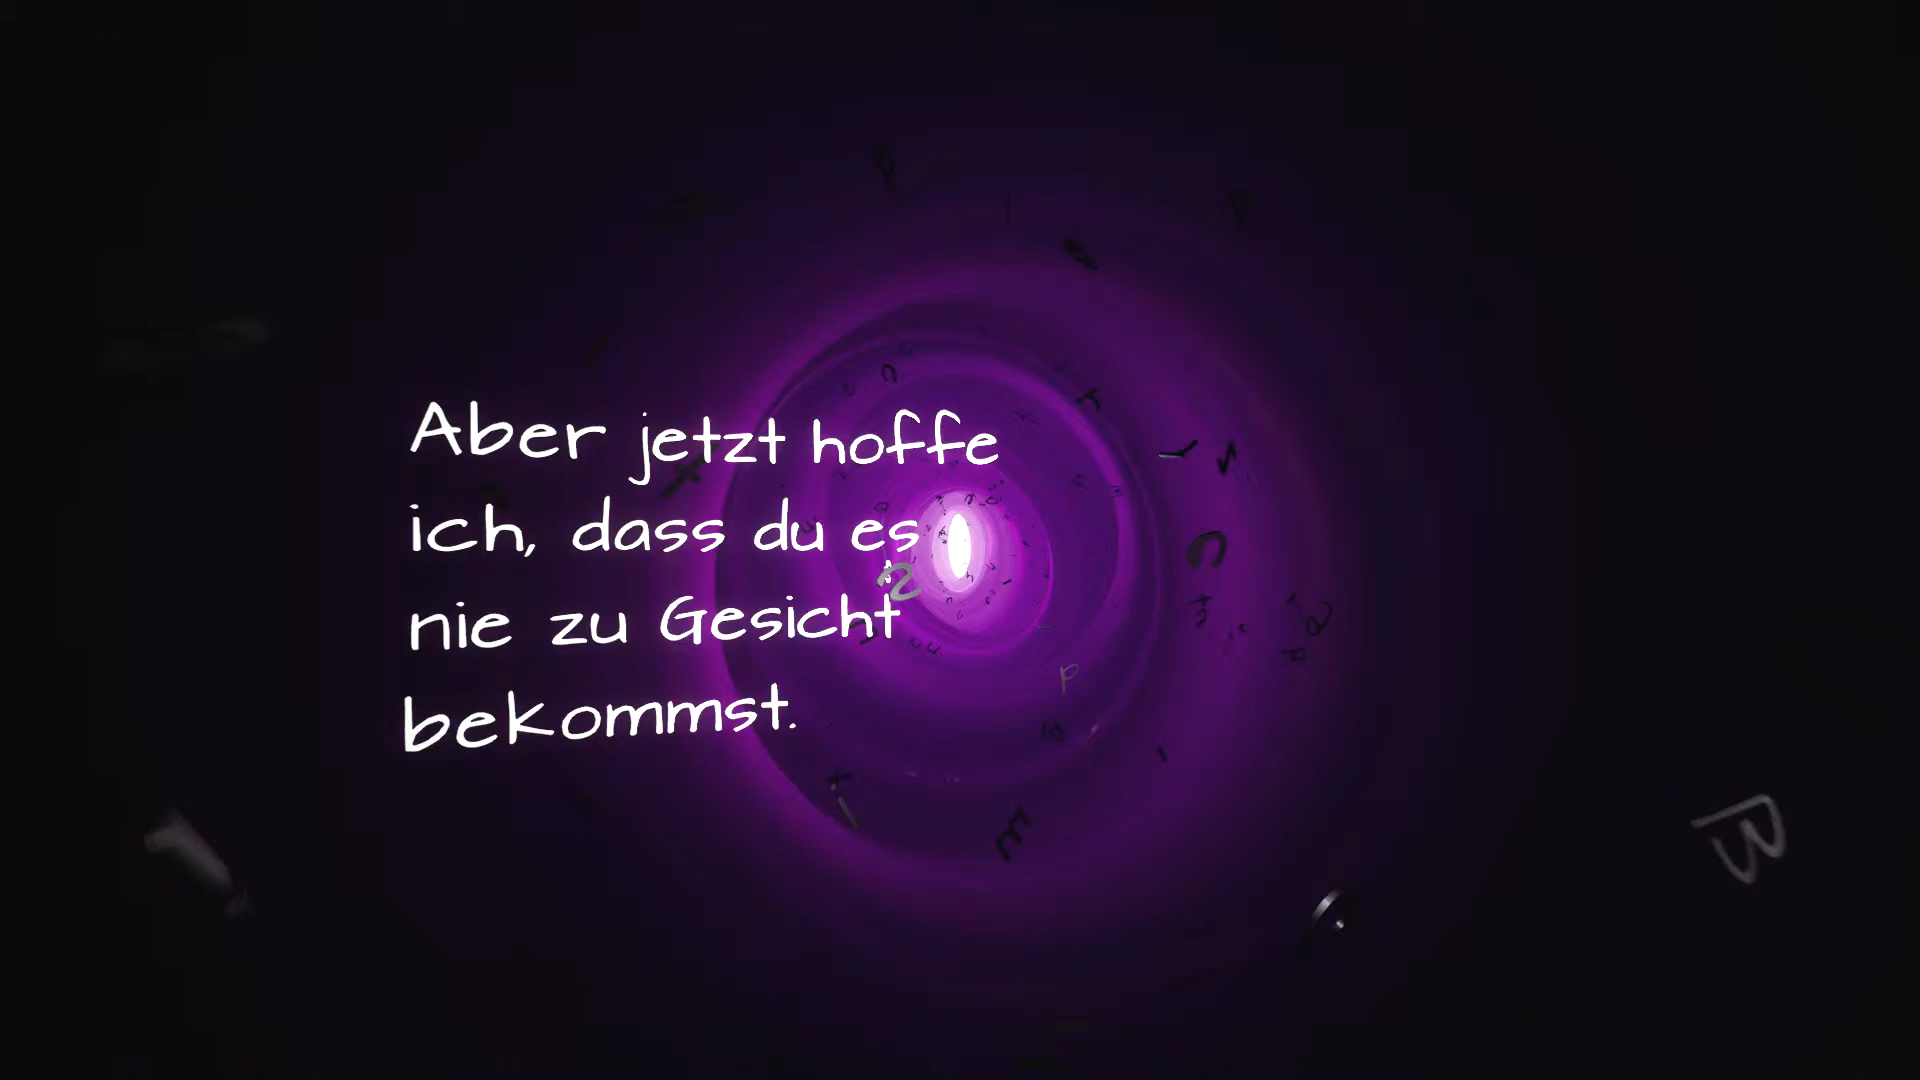 Aber jetzt hoffe
ich, dass du es
nie zu Gesicht
bekommst.